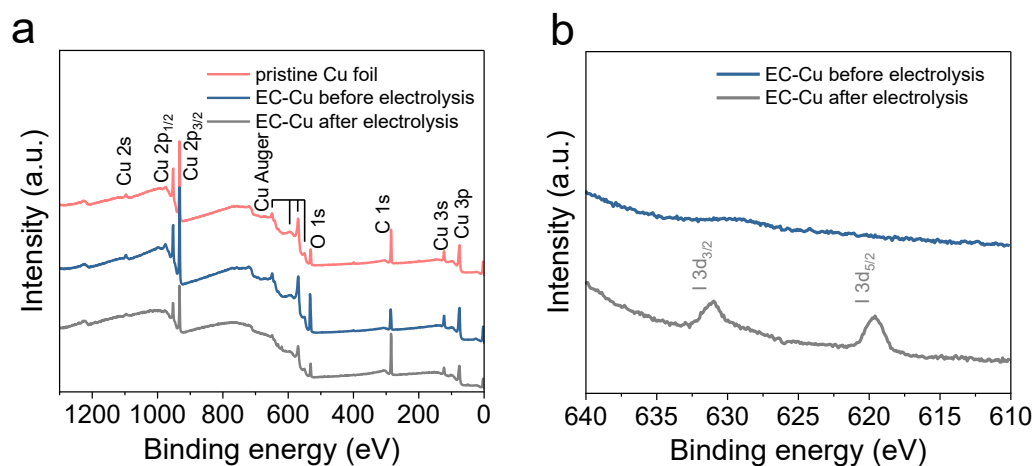 a
pristine Cu foil
EC-Cu before electrolysis
EC-Cu after electrolysis
Cu 2s
Cu 2p1/2
Cu 2p3/2
Cu Auger
O 1s
C 1s
Cu 3s
Cu 3p
Intensity (a.u.)
1200 1000 800 600 400 200 0
Binding energy (eV)
b
EC-Cu before electrolysis
EC-Cu after electrolysis
I 3d3/2
I 3d5/2
Intensity (a.u.)
640 635 630 625 620 615 610
Binding energy (eV)